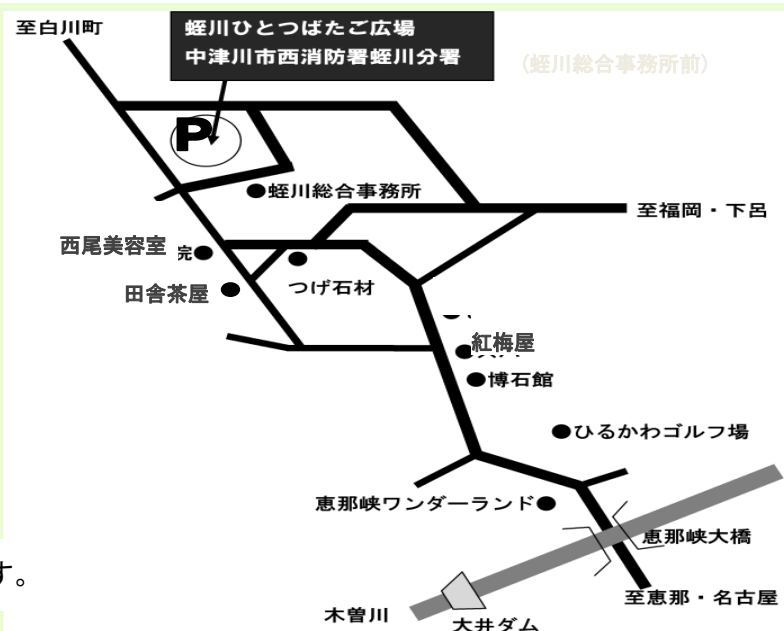 至白川町
蛭川ひとつばたご広場
中津川市西消防署蛭川分署
(蛭川総合事務所前)
P
蛭川総合事務所
至福岡・下呂
西尾美容室
院
田舎茶屋
つげ石材
紅梅屋
博石館
ひるかわゴルフ場
恵那峡ワンダーランド
恵那峡大橋
す。
至恵那・名古屋
木曽川
大井ダム